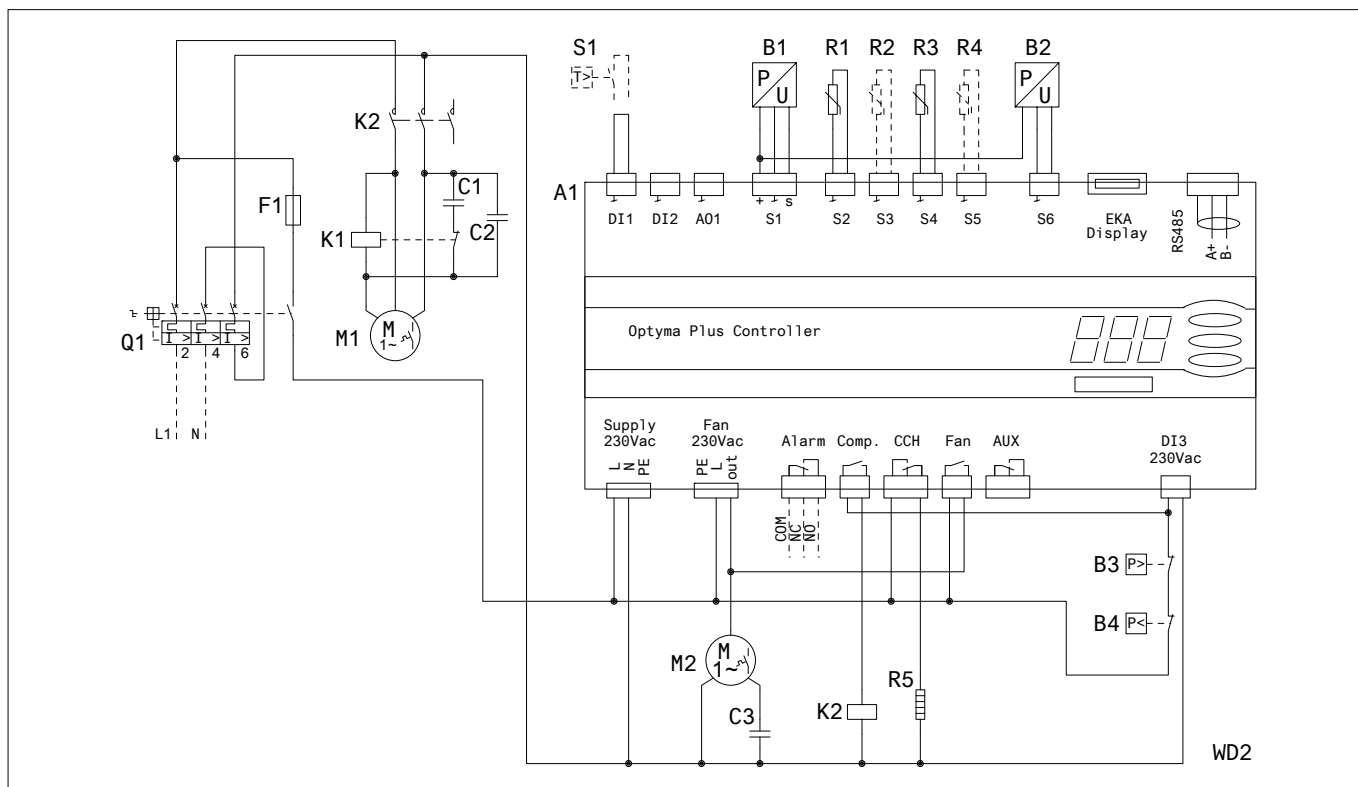 S1 B1 R1 R2 R3 R4 B2
T> P U P U
K2
A1
C1
F1
C2
K1
DI1 DI2 AO1 + s S1 S2 S3 S4 S5 S6 EKA Display RS485 A+ B-
Q1
M1 M 1~
I > I > I >
2 4 6
L1 N
Optyma Plus Controller
Supply 230Vac
Fan 230Vac
Alarm Comp. CCH Fan AUX
DI3 230Vac
L N PE
PE L out
COM NC NO
B3 P>
B4 P<
M2 M 1~
R5
C3
K2
WD2